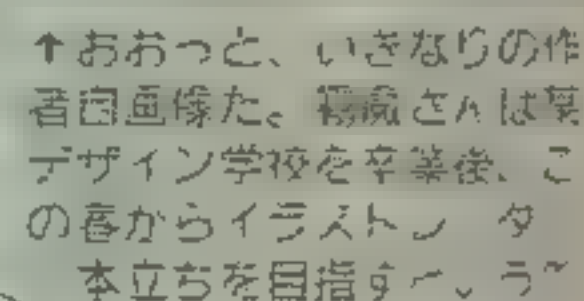 ↑おおっと、いきなりの作
者自画像だ。 さんは某
デザイン学校を卒業後、こ
の春からイラストレータ
本立ちを目指す